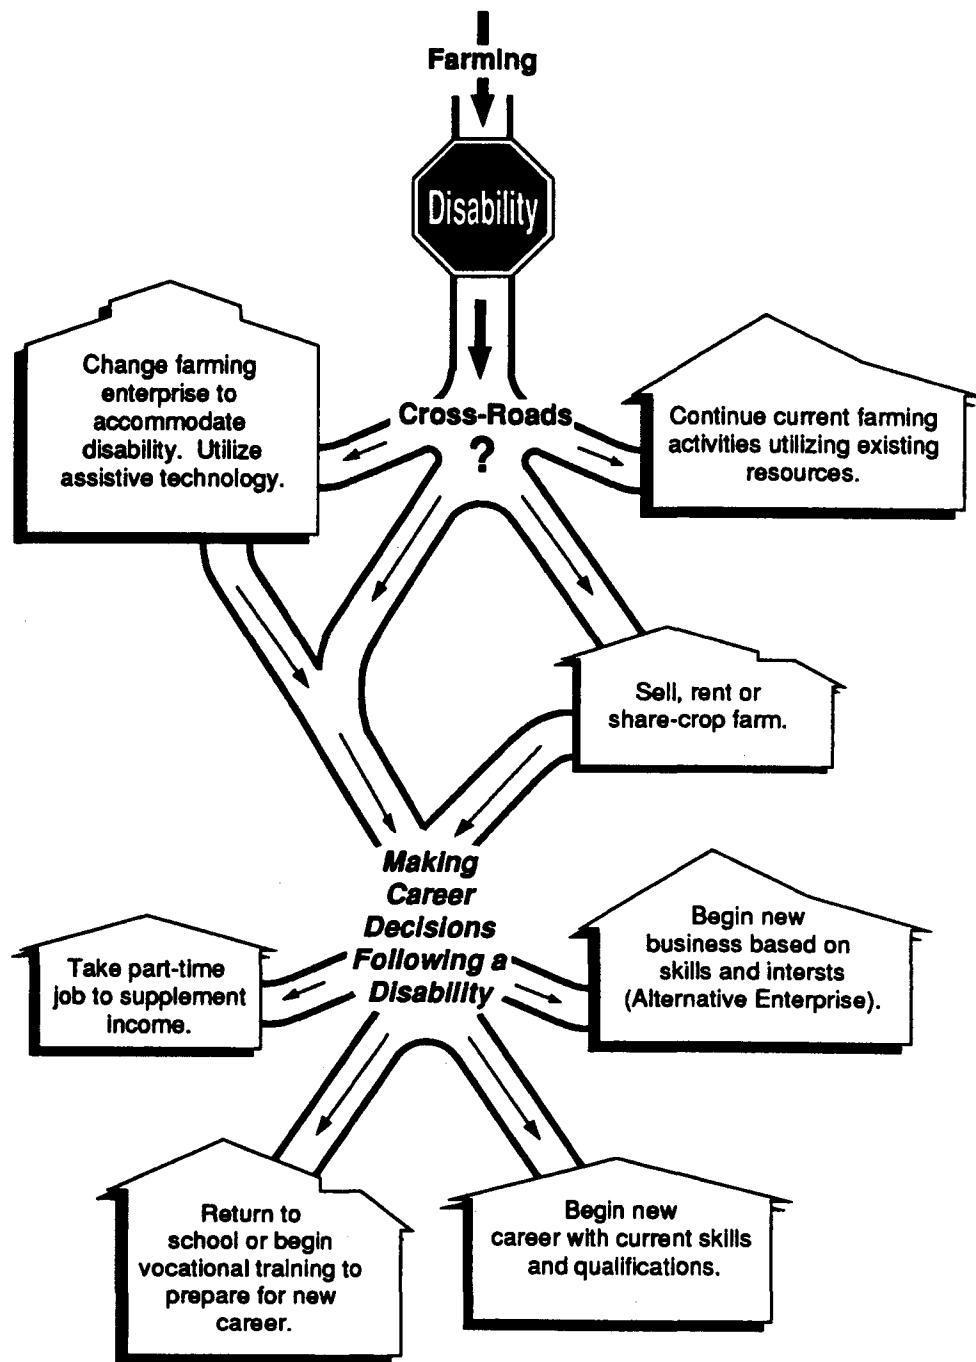 Farming
Disability
Change farming
enterprise to
accommodate
disability. Utilize
assistive technology.
Cross-Roads
?
Continue current farming
activities utilizing existing
resources.
Sell, rent or
share-crop farm.
Making
Career
Decisions
Following a
Disability
Take part-time
job to supplement
income.
Begin new
business based on
skills and intersts
(Alternative Enterprise).
Return to
school or begin
vocational training to
prepare for new
career.
Begin new
career with current skills
and qualifications.